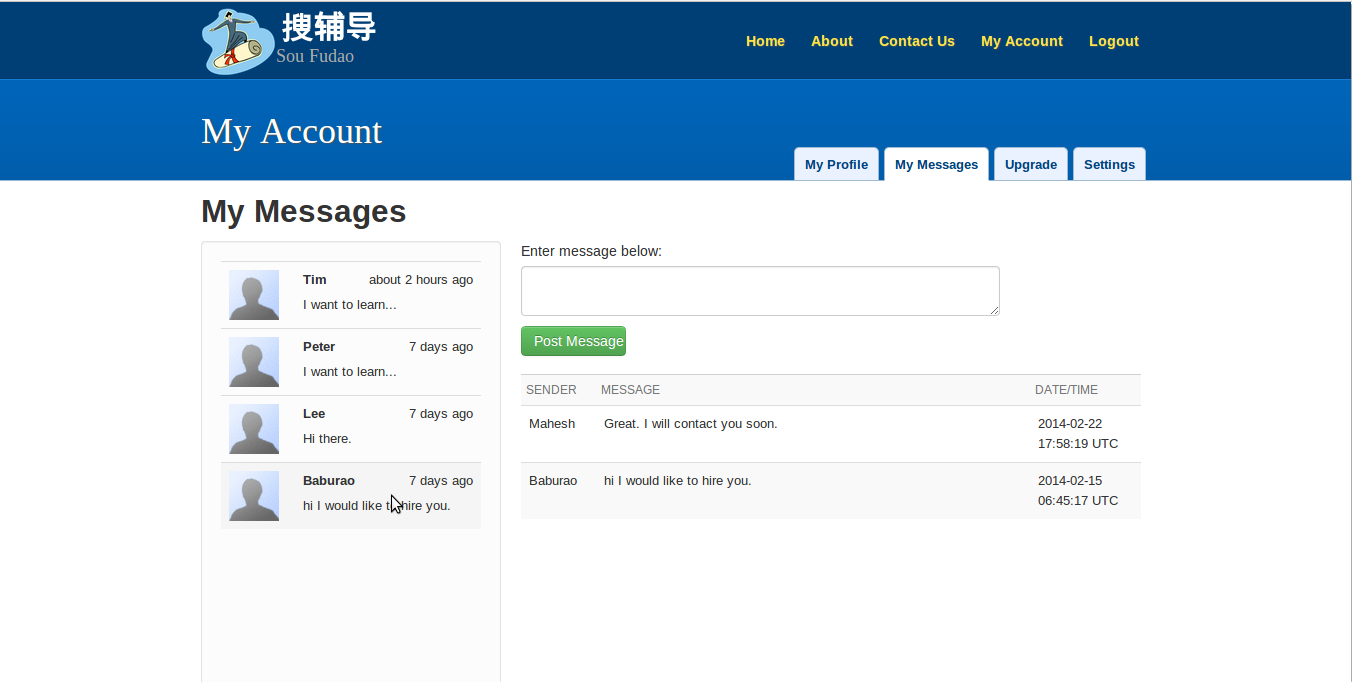 搜辅导
Sou Fudao
Home About Contact Us My Account Logout
My Account
My Profile My Messages Upgrade Settings
My Messages
Tim about 2 hours ago
I want to learn...
Peter 7 days ago
I want to learn...
Lee 7 days ago
Hi there.
Baburao 7 days ago
hi I would like to hire you.
Enter message below:
Post Message
SENDER MESSAGE DATE/TIME
Mahesh Great. I will contact you soon. 2014-02-22
17:58:19 UTC
Baburao hi I would like to hire you. 2014-02-15
06:45:17 UTC